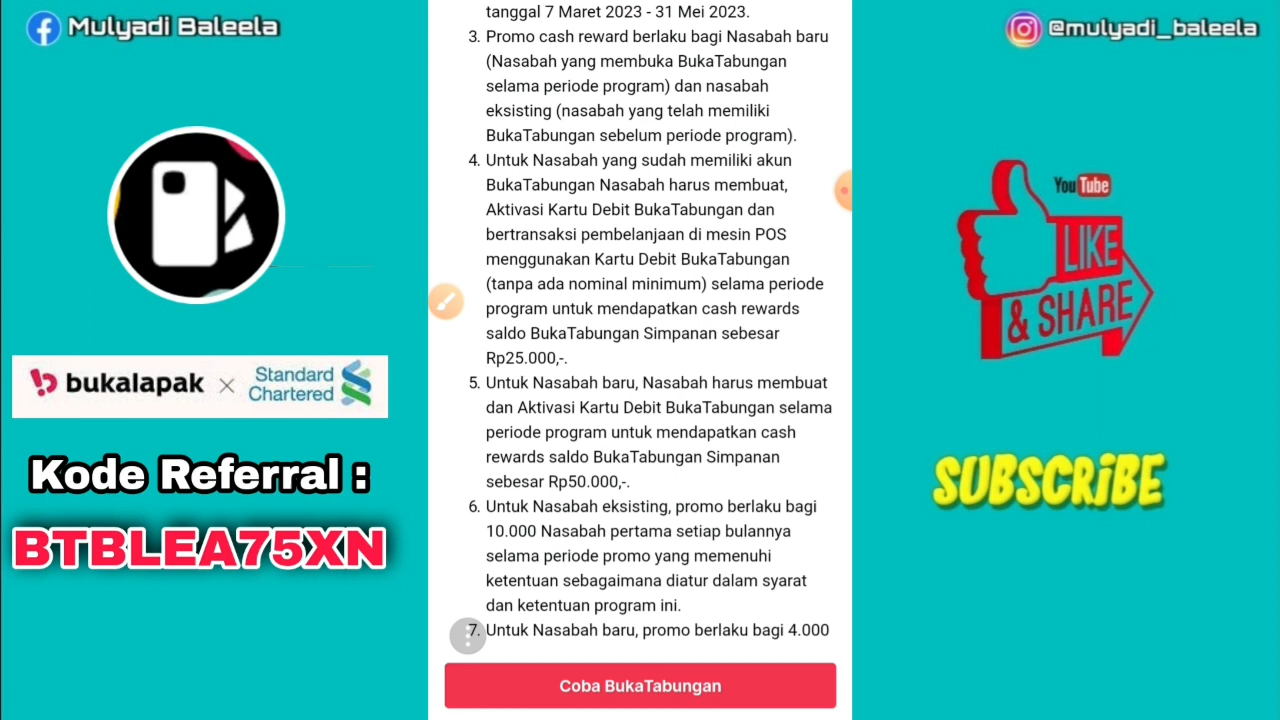 Mulyadi Baleela
@mulyadi_baleela
tanggal 7 Maret 2023 - 31 Mei 2023.
3. Promo cash reward berlaku bagi Nasabah baru
(Nasabah yang membuka BukaTabungan
selama periode program) dan nasabah
eksisting (nasabah yang telah memiliki
BukaTabungan sebelum periode program).
4. Untuk Nasabah yang sudah memiliki akun
BukaTabungan Nasabah harus membuat,
Aktivasi Kartu Debit BukaTabungan dan
bertransaksi pembelanjaan di mesin POS
menggunakan Kartu Debit BukaTabungan
(tanpa ada nominal minimum) selama periode
program untuk mendapatkan cash rewards
saldo BukaTabungan Simpanan sebesar
Rp25.000,-.
5. Untuk Nasabah baru, Nasabah harus membuat
dan Aktivasi Kartu Debit BukaTabungan selama
periode program untuk mendapatkan cash
rewards saldo BukaTabungan Simpanan
sebesar Rp50.000,-.
6. Untuk Nasabah eksisting, promo berlaku bagi
10.000 Nasabah pertama setiap bulannya
selama periode promo yang memenuhi
ketentuan sebagaimana diatur dalam syarat
dan ketentuan program ini.
7. Untuk Nasabah baru, promo berlaku bagi 4.000
Coba BukaTabungan
bukalapak × Standard
Chartered
Kode Referral :
BTBLEA75XN
YouTube
LIKE
& SHARE
SUBSCRiBE